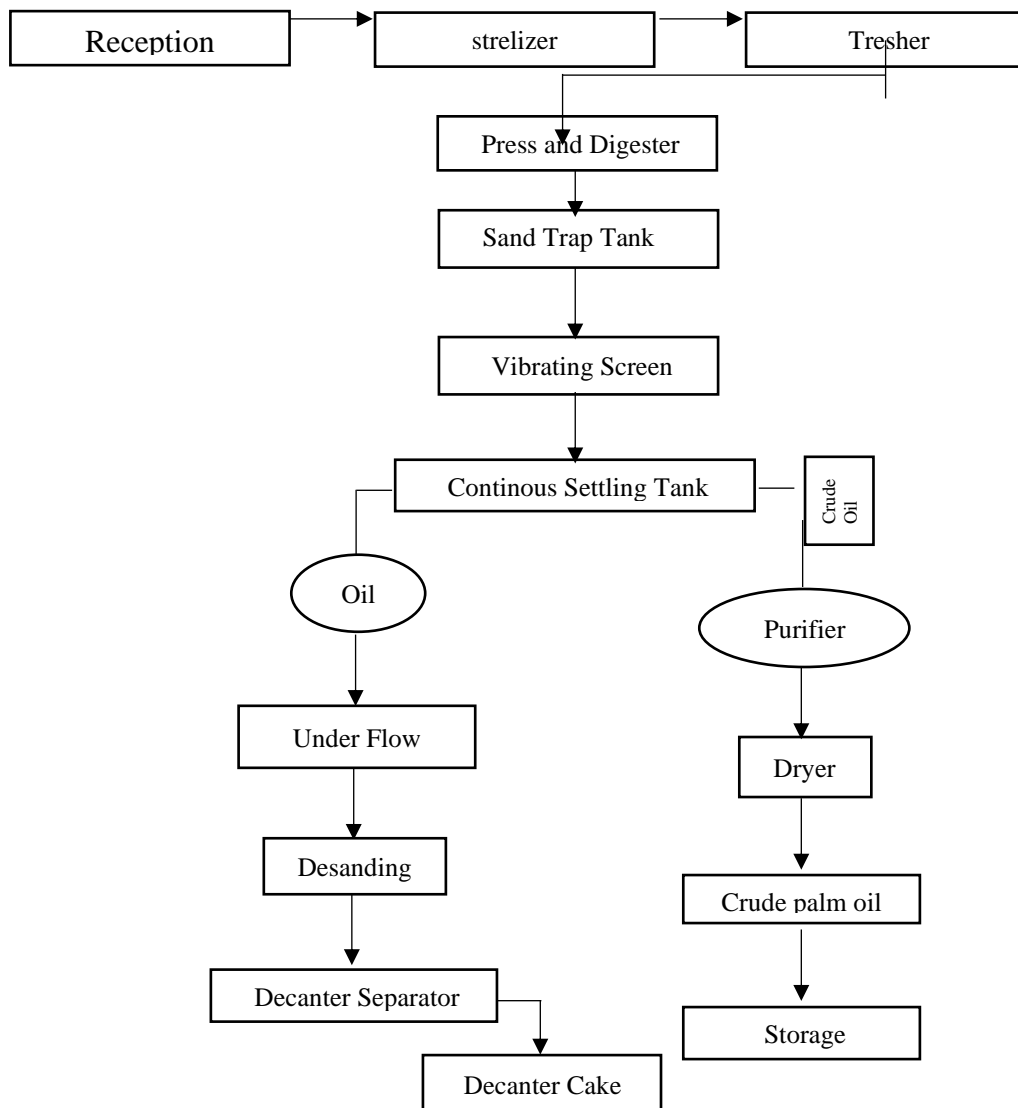 Reception
strelizer
Tresher
Press and Digester
Sand Trap Tank
Vibrating Screen
Continous Settling Tank
Crude
Oil
Oil
Purifier
Under Flow
Dryer
Desanding
Crude palm oil
Decanter Separator
Storage
Decanter Cake